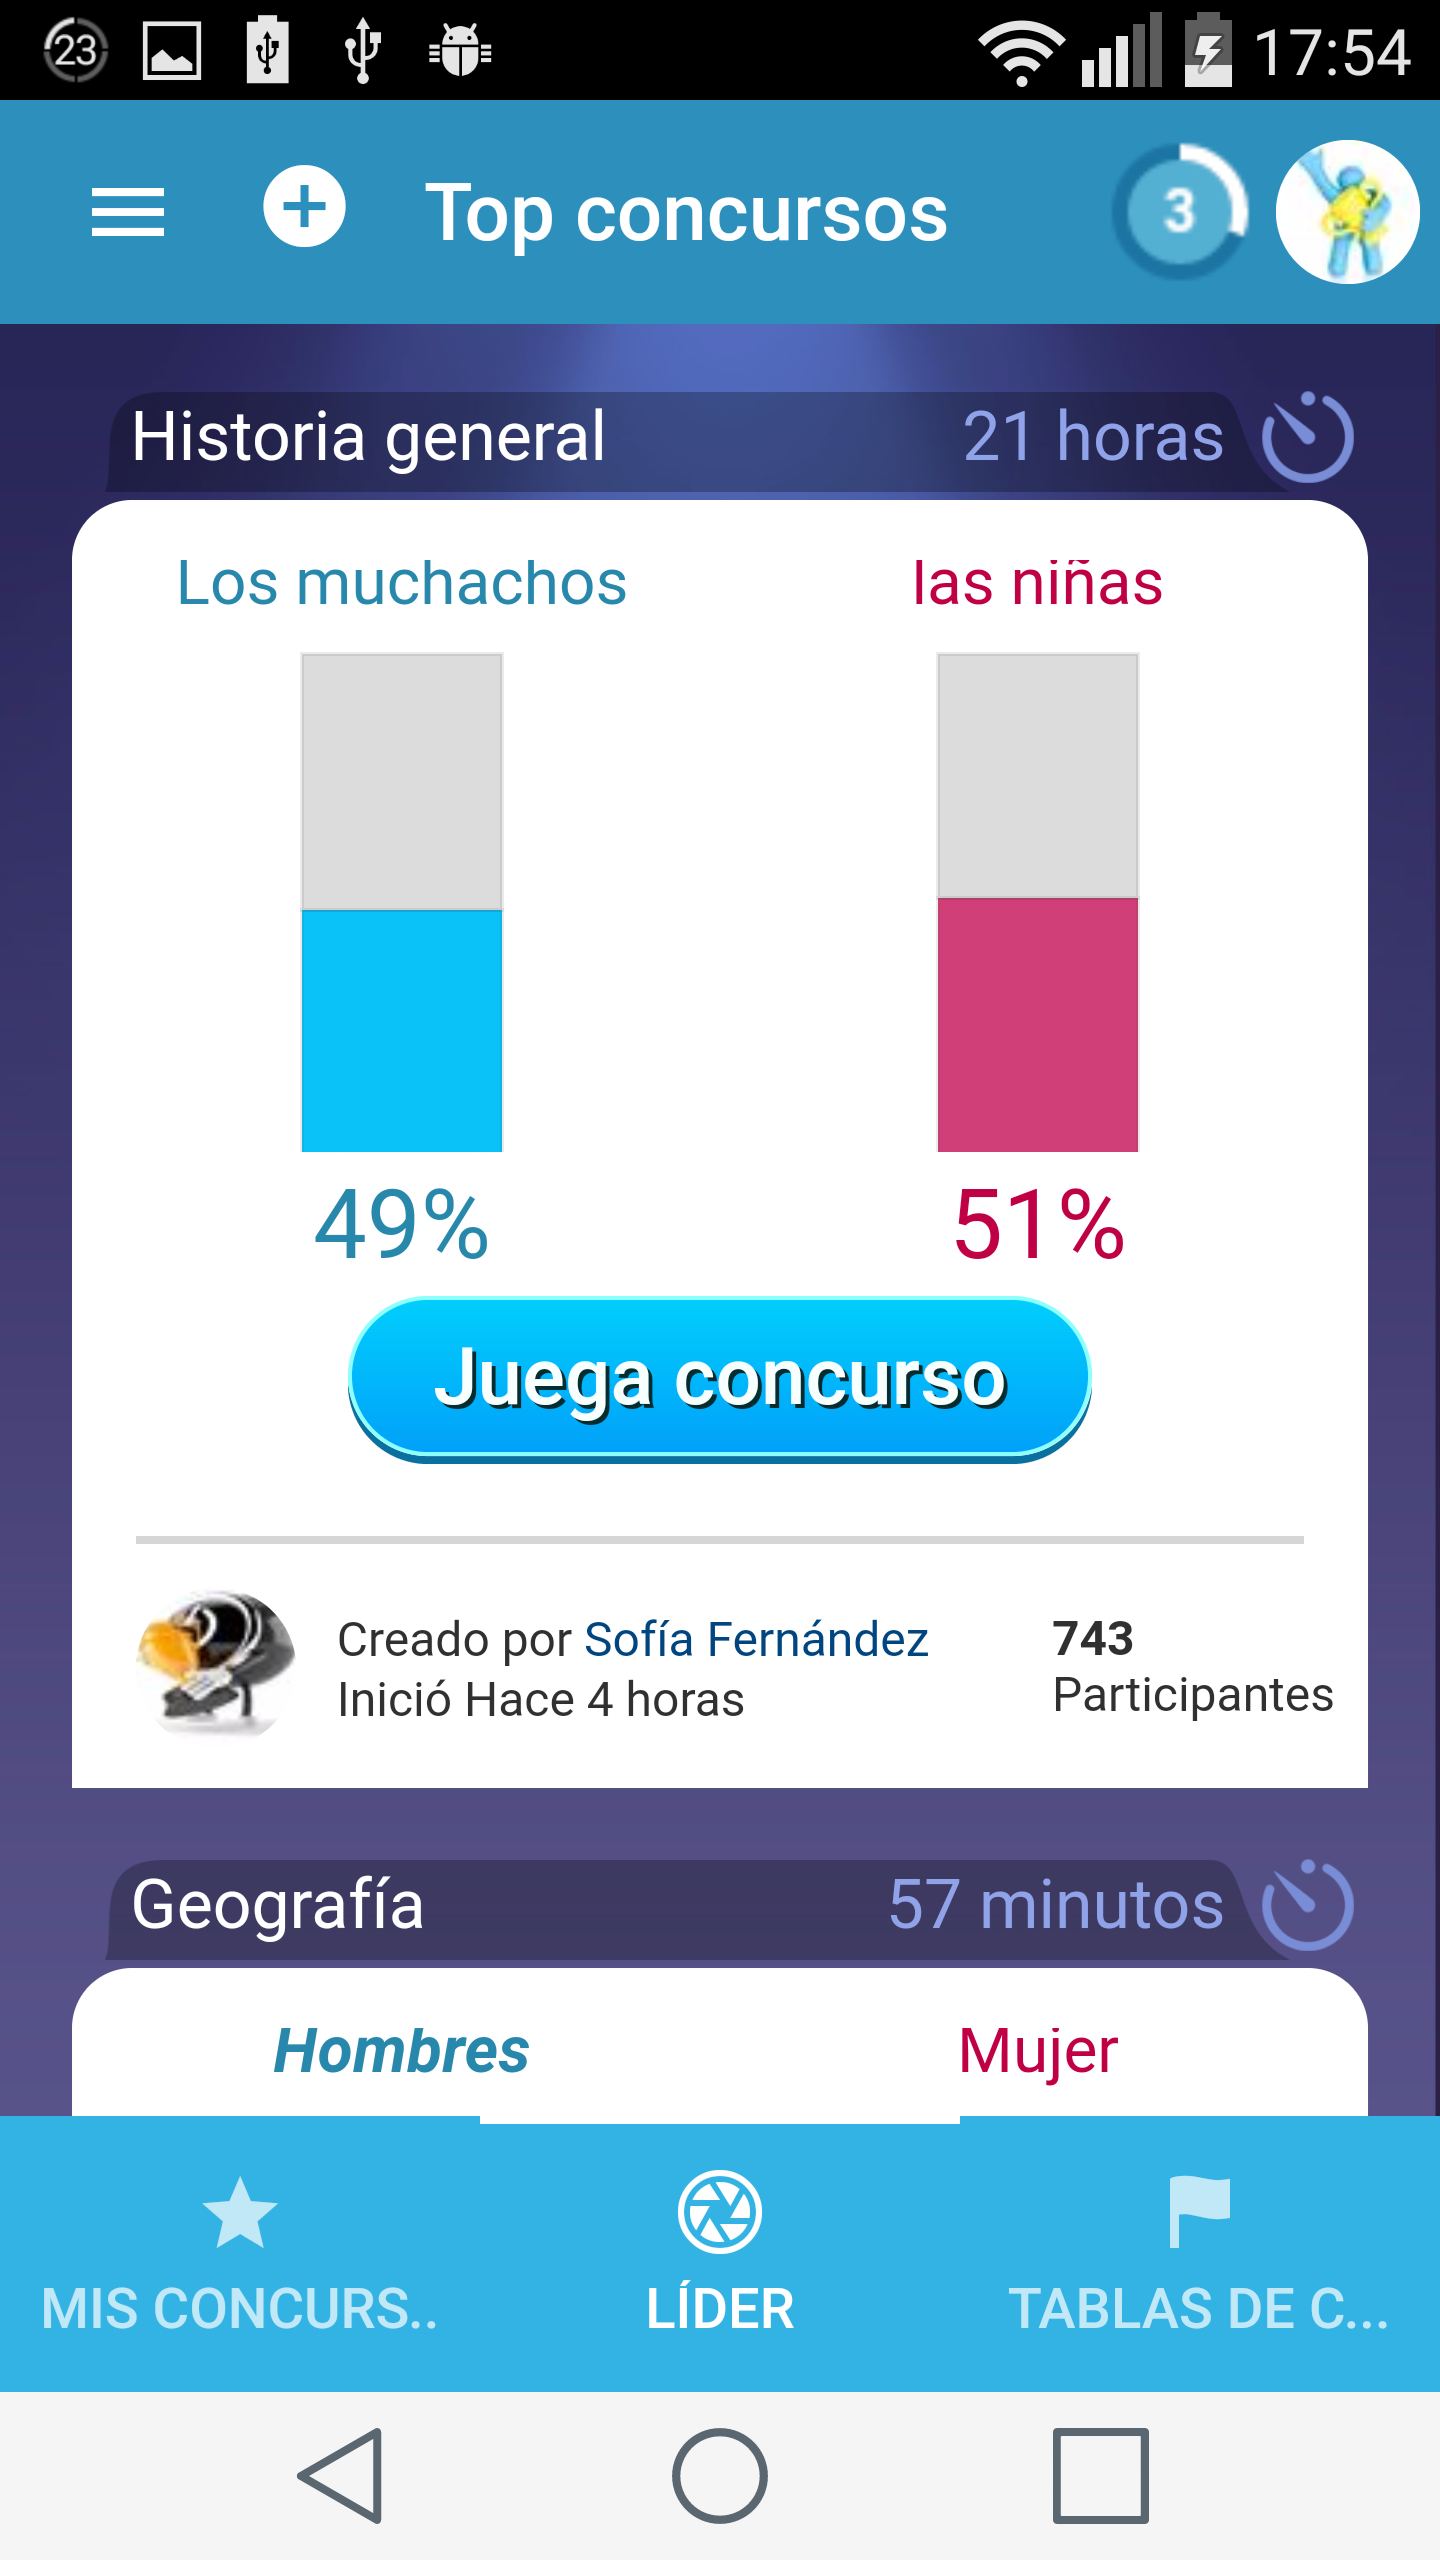 23
17:54
Top concursos
3
Historia general
21 horas
Los muchachos
las niñas
49%
51%
Juega concurso
Creado por Sofía Fernández
Inició Hace 4 horas
743
Participantes
Geografía
57 minutos
Hombres
Mujer
MIS CONCURS..
LÍDER
TABLAS DE C...